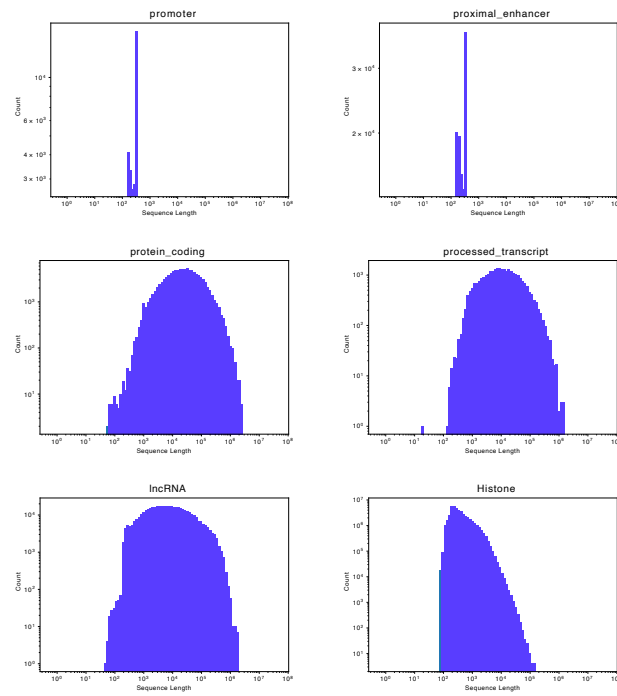 promoter
10⁴
6 × 10³
4 × 10³
3 × 10³
Count
10⁰ 10¹ 10² 10³ 10⁴ 10⁵ 10⁶ 10⁷ 10⁸
Sequence Length
proximal_enhancer
3 × 10⁴
2 × 10⁴
Count
10⁰ 10¹ 10² 10³ 10⁴ 10⁵ 10⁶ 10⁷ 10⁸
Sequence Length
protein_coding
10³
10²
10¹
Count
10⁰ 10¹ 10² 10³ 10⁴ 10⁵ 10⁶ 10⁷ 10⁸
Sequence Length
processed_transcript
10³
10²
10¹
10⁰
Count
10⁰ 10¹ 10² 10³ 10⁴ 10⁵ 10⁶ 10⁷ 10⁸
Sequence Length
lncRNA
10⁴
10³
10²
10¹
10⁰
Count
10⁰ 10¹ 10² 10³ 10⁴ 10⁵ 10⁶ 10⁷ 10⁸
Sequence Length
Histone
10⁷
10⁶
10⁵
10⁴
10³
10²
10¹
10⁰
Count
10⁰ 10¹ 10² 10³ 10⁴ 10⁵ 10⁶ 10⁷ 10⁸
Sequence Length